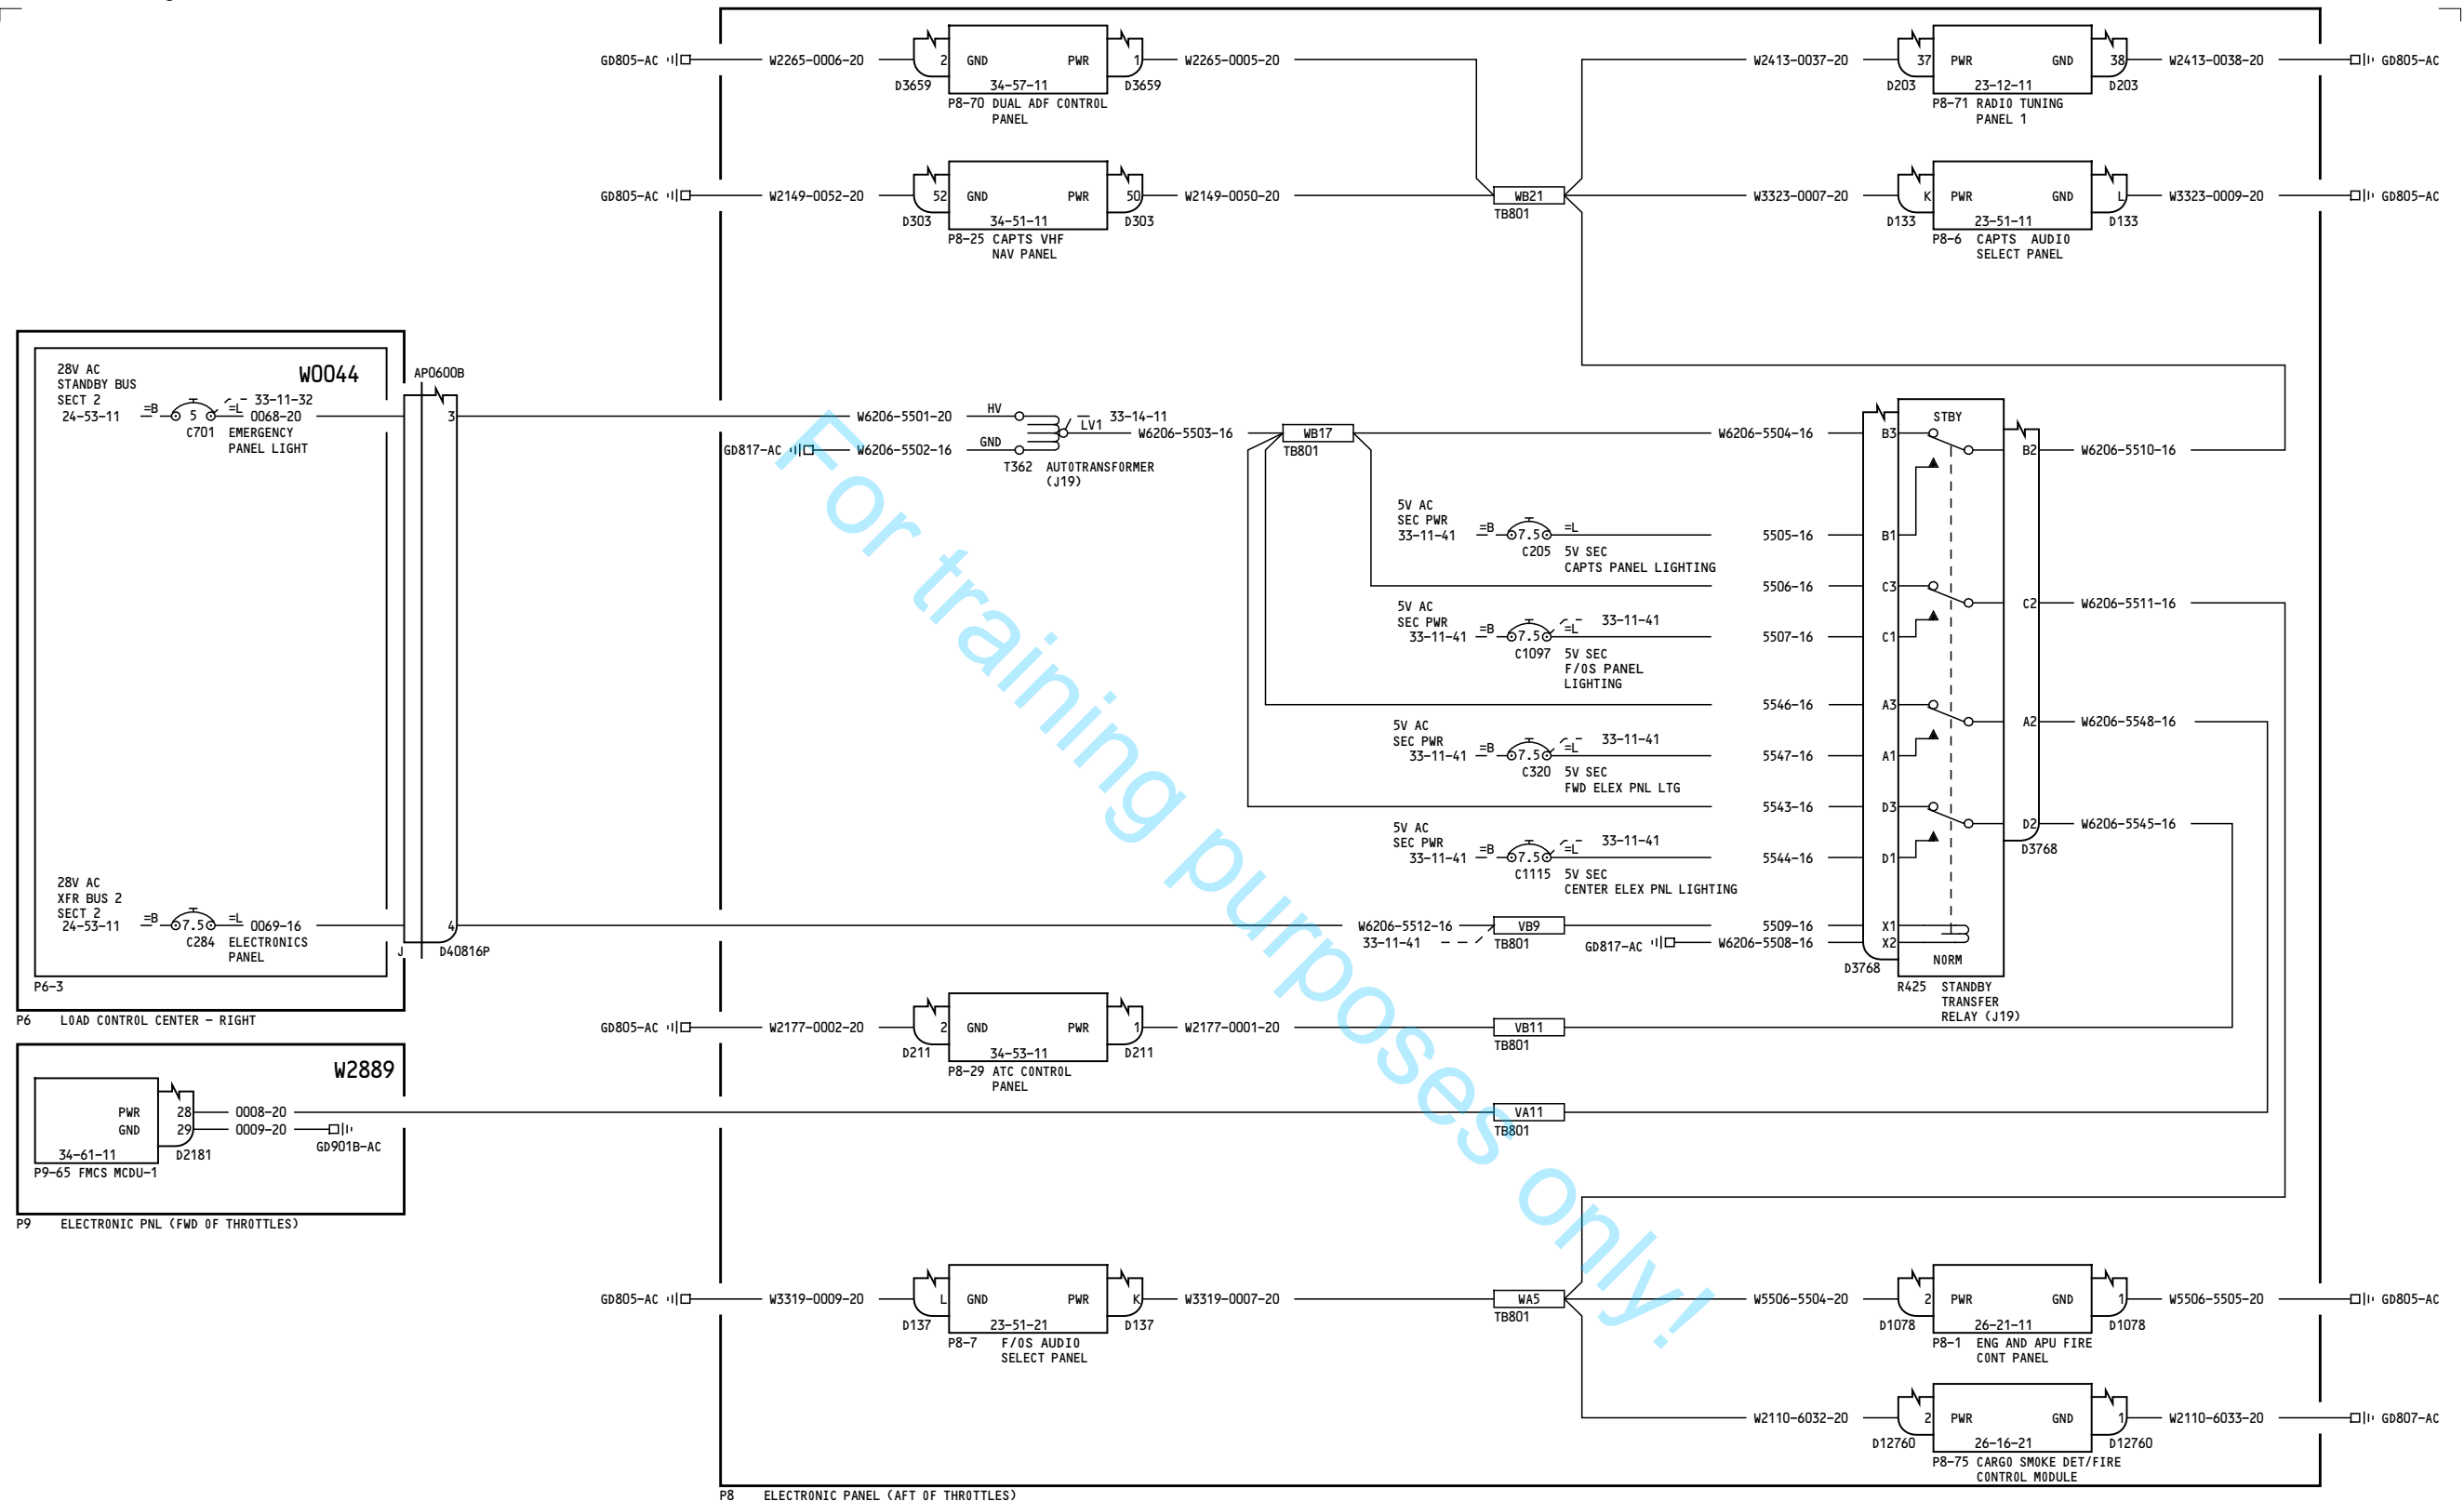 GD805-AC W2265-0006-20 2 GND PWR 1 W2265-0005-20 W2413-0037-20 37 PWR GND 38 W2413-0038-20 GD805-AC
D3659 34-57-11 D3659 D203 23-12-11 D203
P8-70 DUAL ADF CONTROL
PANEL
P8-71 RADIO TUNING
PANEL 1
GD805-AC W2149-0052-20 52 GND PWR 50 W2149-0050-20 WB21 W3323-0007-20 K PWR GND L W3323-0009-20 GD805-AC
TB801
D303 34-51-11 D303 D133 23-51-11 D133
P8-25 CAPTS VHF
NAV PANEL
P8-6 CAPTS AUDIO
SELECT PANEL
28V AC
STANDBY BUS
SECT 2
24-53-11 =B 5 =L 0068-20
W0044
33-11-32
C701 EMERGENCY
PANEL LIGHT
AP0600B
3
W6206-5501-20 HV
33-14-11
LV1
W6206-5503-16
GD817-AC W6206-5502-16 GND
T362 AUTOTRANSFORMER
(J19)
WB17
TB801
W6206-5504-16 B3 STBY B2 W6206-5510-16
5V AC
SEC PWR
33-11-41 =B 7.5 =L 5505-16 B1
C205 5V SEC
CAPTS PANEL LIGHTING
5506-16 C3 C2 W6206-5511-16
5V AC
SEC PWR
33-11-41 =B 7.5 =L 33-11-41 5507-16 C1
C1097 5V SEC
F/OS PANEL
LIGHTING
5546-16 A3 A2 W6206-5548-16
5V AC
SEC PWR
33-11-41 =B 7.5 =L 33-11-41 5547-16 A1
C320 5V SEC
FWD ELEX PNL LTG
5543-16 D3 D2 W6206-5545-16
D3768
5V AC
SEC PWR
33-11-41 =B 7.5 =L 33-11-41 5544-16 D1
C1115 5V SEC
CENTER ELEX PNL LIGHTING
28V AC
XFR BUS 2
SECT 2
24-53-11 =B 7.5 =L 0069-16
C284 ELECTRONICS
PANEL
J 4 D40816P
W6206-5512-16 VB9 5509-16 X1
33-11-41 TB801 GD817-AC W6206-5508-16 X2
D3768 NORM
R425 STANDBY
TRANSFER
RELAY (J19)
P6-3
P6 LOAD CONTROL CENTER - RIGHT
GD805-AC W2177-0002-20 2 GND PWR 1 W2177-0001-20 VB11
TB801
D211 34-53-11 D211
P8-29 ATC CONTROL
PANEL
W2889
PWR 28 0008-20
GND 29 0009-20
GD901B-AC
34-61-11 D2181
P9-65 FMCS MCDU-1
VA11
TB801
P9 ELECTRONIC PNL (FWD OF THROTTLES)
GD805-AC W3319-0009-20 L GND PWR K W3319-0007-20 WA5 W5506-5504-20 2 PWR GND 1 W5506-5505-20 GD805-AC
TB801
D137 23-51-21 D137 D1078 26-21-11 D1078
P8-7 F/OS AUDIO
SELECT PANEL
P8-1 ENG AND APU FIRE
CONT PANEL
W2110-6032-20 2 PWR GND 1 W2110-6033-20 GD807-AC
D12760 26-16-21 D12760
P8-75 CARGO SMOKE DET/FIRE
CONTROL MODULE
P8 ELECTRONIC PANEL (AFT OF THROTTLES)
For training purposes only!